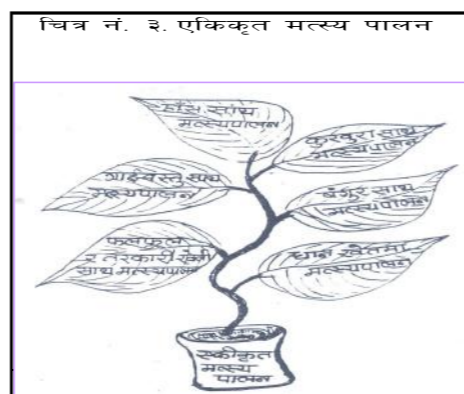 चित्र नं. ३. एकिकृत मत्स्य पालन
हाँस साथ
मत्स्यपालन
कुखुरा साथ
मत्स्यपालन
गाईवस्तु साथ
मत्स्यपालन
बंगुर साथ
मत्स्यपालन
फलफूल
र तरकारी खेती
साथ मत्स्यपालन
धान खेतमा
मत्स्यपालन
एकीकृत
मत्स्य
पालन